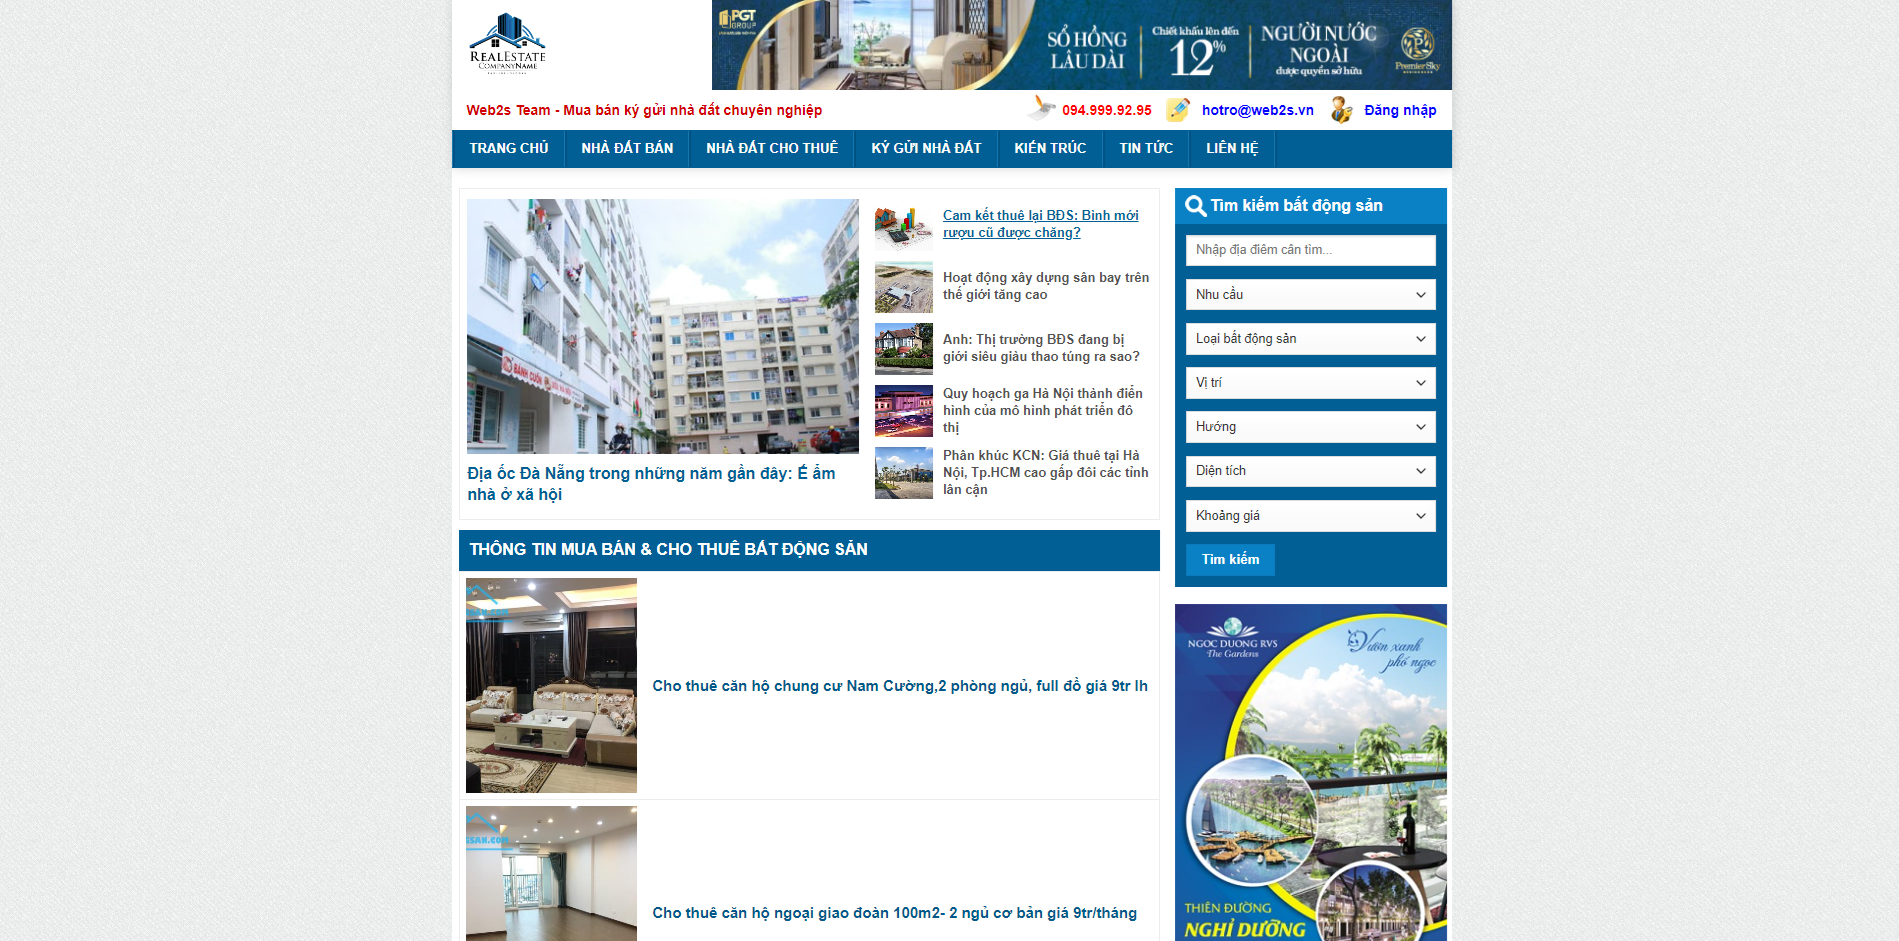 REALESTATE
COMPANYNAME
PGT
GROUP
SỔ HỒNG
LÂU DÀI
Chiết khấu lên đến
12%
NGƯỜI NƯỚC
NGOÀI
được quyền sở hữu
Premier Sky
Web2s Team - Mua bán ký gửi nhà đất chuyên nghiệp
094.999.92.95
hotro@web2s.vn
Đăng nhập
TRANG CHỦ
NHÀ ĐẤT BÁN
NHÀ ĐẤT CHO THUÊ
KÝ GỬI NHÀ ĐẤT
KIẾN TRÚC
TIN TỨC
LIÊN HỆ
Địa ốc Đà Nẵng trong những năm gần đây: Ế ẩm
nhà ở xã hội
BÁNH CUỐN
Cam kết thuê lại BĐS: Bình mới
rượu cũ được chăng?
Hoạt động xây dựng sân bay trên
thế giới tăng cao
Anh: Thị trường BĐS đang bị
giới siêu giàu thao túng ra sao?
Quy hoạch ga Hà Nội thành điển
hình của mô hình phát triển đô
thị
Phân khúc KCN: Giá thuê tại Hà
Nội, Tp.HCM cao gấp đôi các tỉnh
lân cận
Tìm kiếm bất động sản
Nhập địa điểm cần tìm...
Nhu cầu
Loại bất động sản
Vị trí
Hướng
Diện tích
Khoảng giá
Tìm kiếm
THÔNG TIN MUA BÁN & CHO THUÊ BẤT ĐỘNG SẢN
Cho thuê căn hộ chung cư Nam Cường,2 phòng ngủ, full đồ giá 9tr lh
GSAN.COM
Cho thuê căn hộ ngoại giao đoàn 100m2- 2 ngủ cơ bản giá 9tr/tháng
NGOC DUONG RVS
The Gardens
Vườn xanh
phố ngọc
THIÊN ĐƯỜNG
NGHỈ DƯỠNG